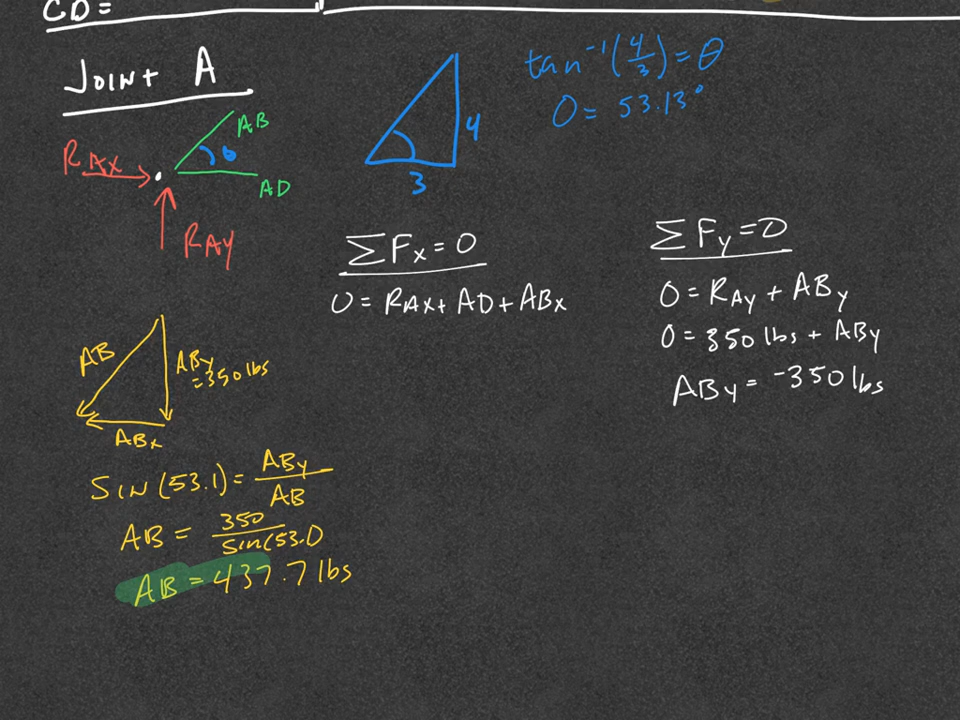 CD =
JOINT A
tan⁻¹(4/3) = θ
θ = 53.13°
AB
θ
RAX
AD
RAY
4
3
ΣFx = 0
0 = RAX + AD + ABx
ΣFy = 0
0 = RAy + ABy
0 = 350 lbs + ABy
ABy = -350 lbs
AB
ABy
= 350 lbs
ABx
SIN (53.1) = ABy/AB
AB = 350/sin(53.1)
AB = 437.7 lbs